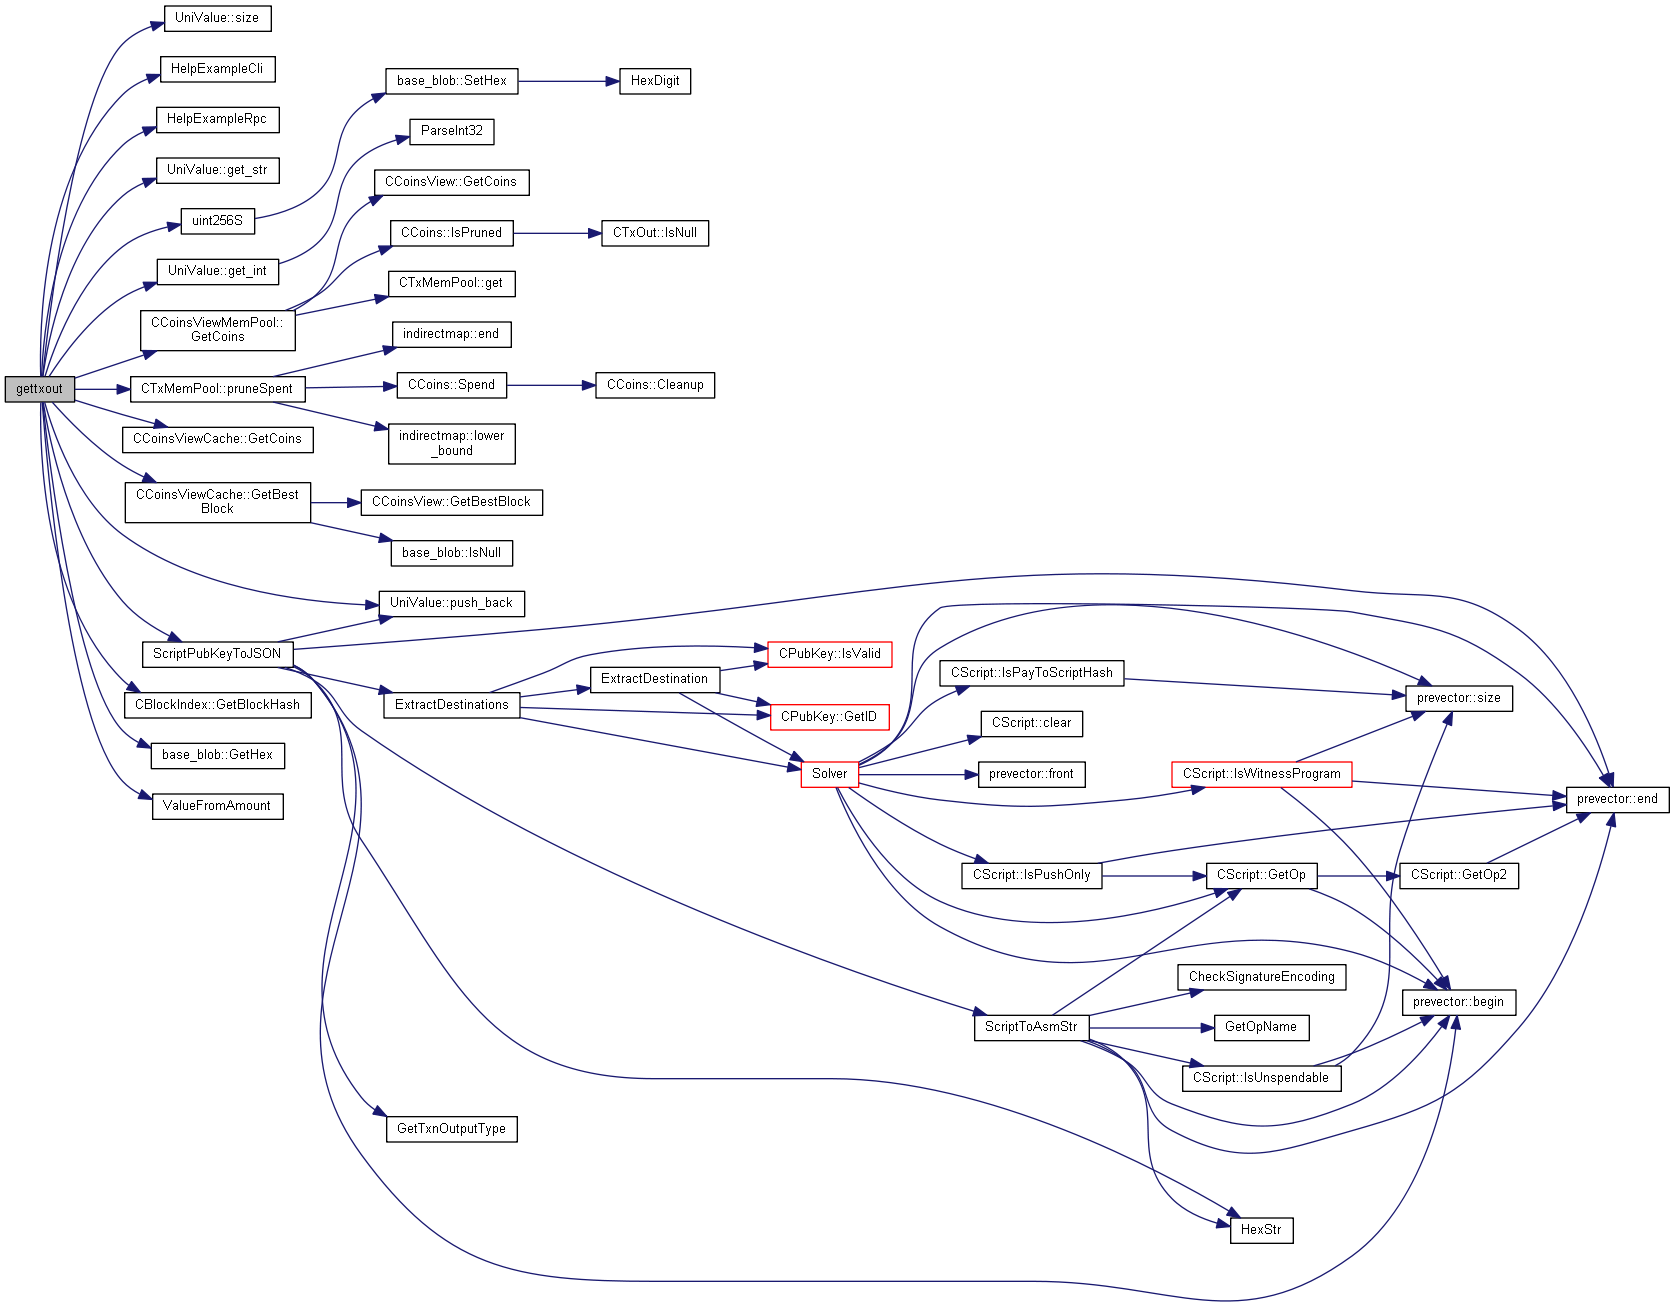 UniValue::size
HelpExampleCli
base_blob::SetHex
HexDigit
HelpExampleRpc
ParseInt32
UniValue::get_str
CCoinsView::GetCoins
uint256S
CCoins::IsPruned
CTxOut::IsNull
UniValue::get_int
CTxMemPool::get
CCoinsViewMemPool::
GetCoins
indirectmap::end
gettxout
CTxMemPool::pruneSpent
CCoins::Spend
CCoins::Cleanup
CCoinsViewCache::GetCoins
indirectmap::lower
_bound
CCoinsViewCache::GetBest
Block
CCoinsView::GetBestBlock
base_blob::IsNull
UniValue::push_back
ScriptPubKeyToJSON
CPubKey::IsValid
ExtractDestination
CScript::IsPayToScriptHash
CBlockIndex::GetBlockHash
ExtractDestinations
CPubKey::GetID
CScript::clear
prevector::size
base_blob::GetHex
Solver
prevector::front
CScript::IsWitnessProgram
ValueFromAmount
prevector::end
CScript::IsPushOnly
CScript::GetOp
CScript::GetOp2
CheckSignatureEncoding
prevector::begin
ScriptToAsmStr
GetOpName
CScript::IsUnspendable
GetTxnOutputType
HexStr